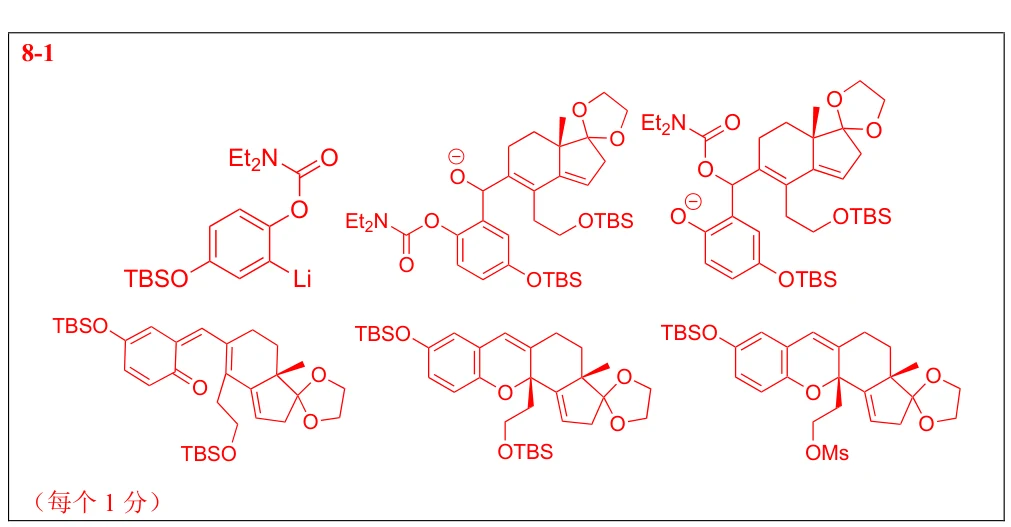 8-1
Et₂N O O TBSO Li
O⊖ Et₂N O O O O OTBS OTBS
Et₂N O O O⊖ O O OTBS OTBS
TBSO O O O TBSO
TBSO O O O OTBS
TBSO O O O OMs
（每个 1 分）